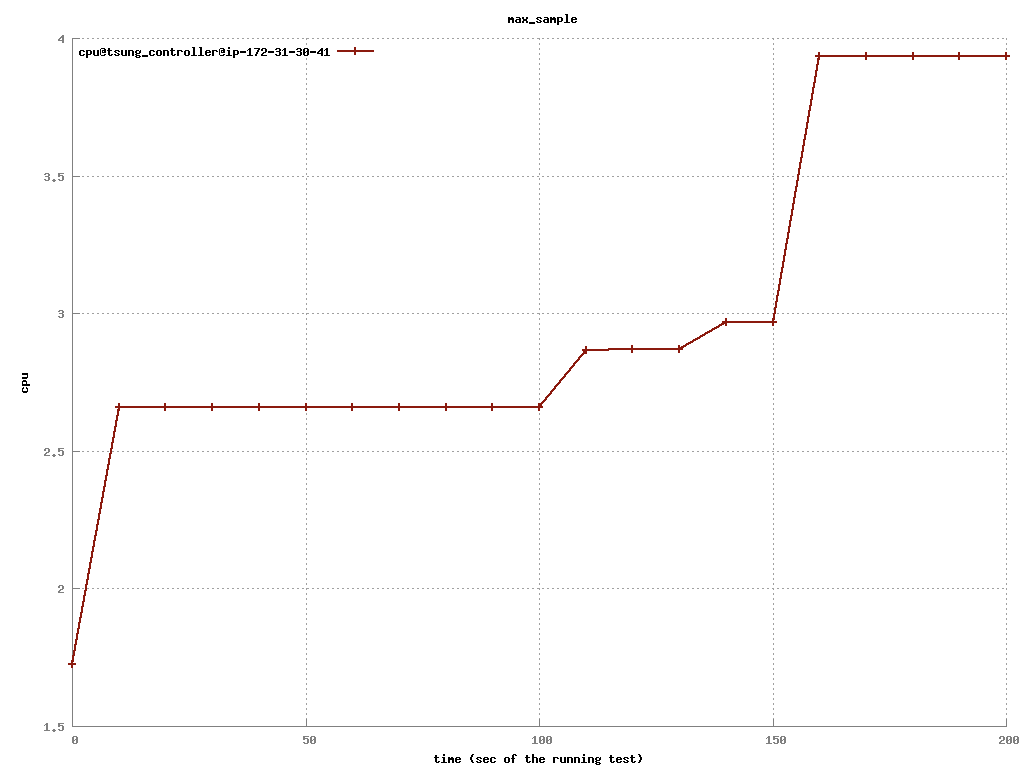 max_sample
cpu@tsung_controller@ip-172-31-30-41
4
3.5
3
2.5
2
1.5
cpu
0 50 100 150 200
time (sec of the running test)